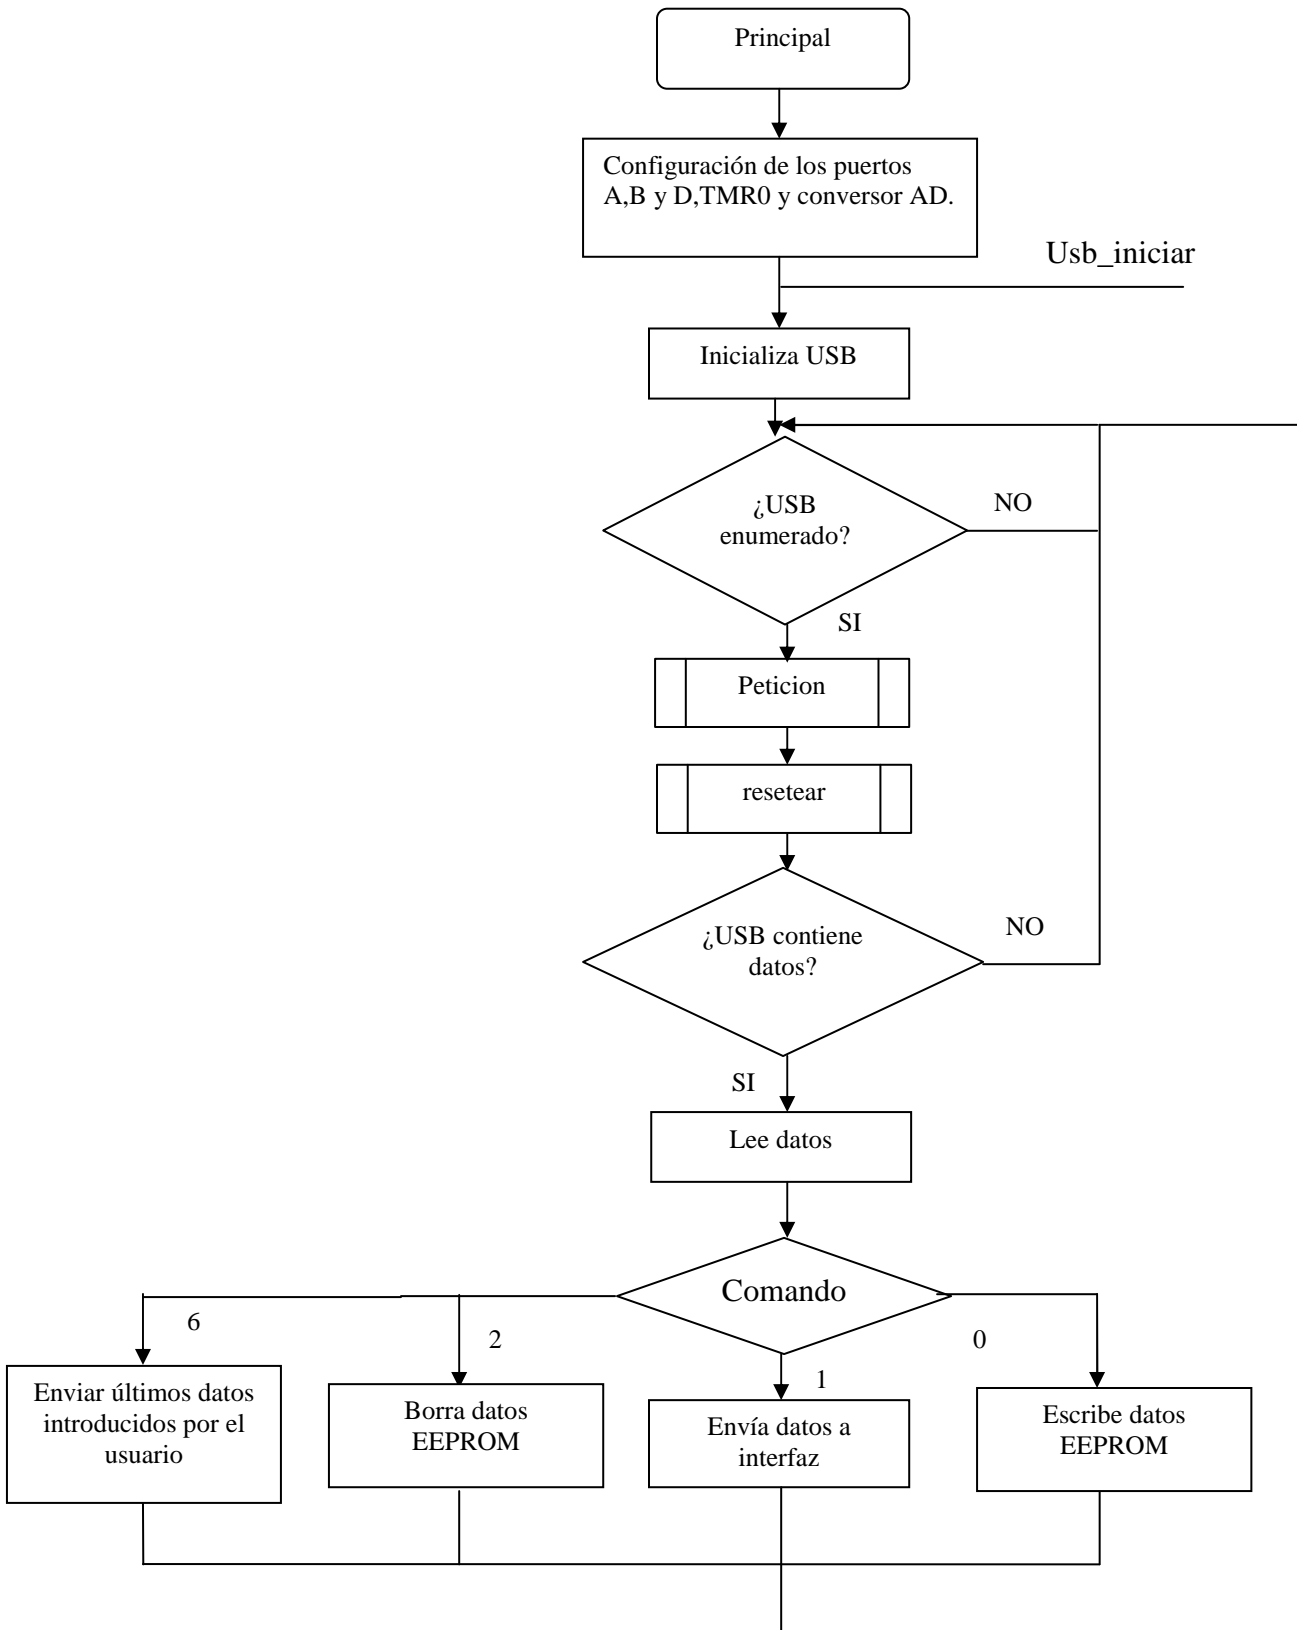 Principal
Configuración de los puertos
A,B y D,TMR0 y conversor AD.
Usb_iniciar
Inicializa USB
¿USB
enumerado?
NO
SI
Peticion
resetear
¿USB contiene
datos?
NO
SI
Lee datos
Comando
6
2
1
0
Enviar últimos datos
introducidos por el
usuario
Borra datos
EEPROM
Envía datos a
interfaz
Escribe datos
EEPROM